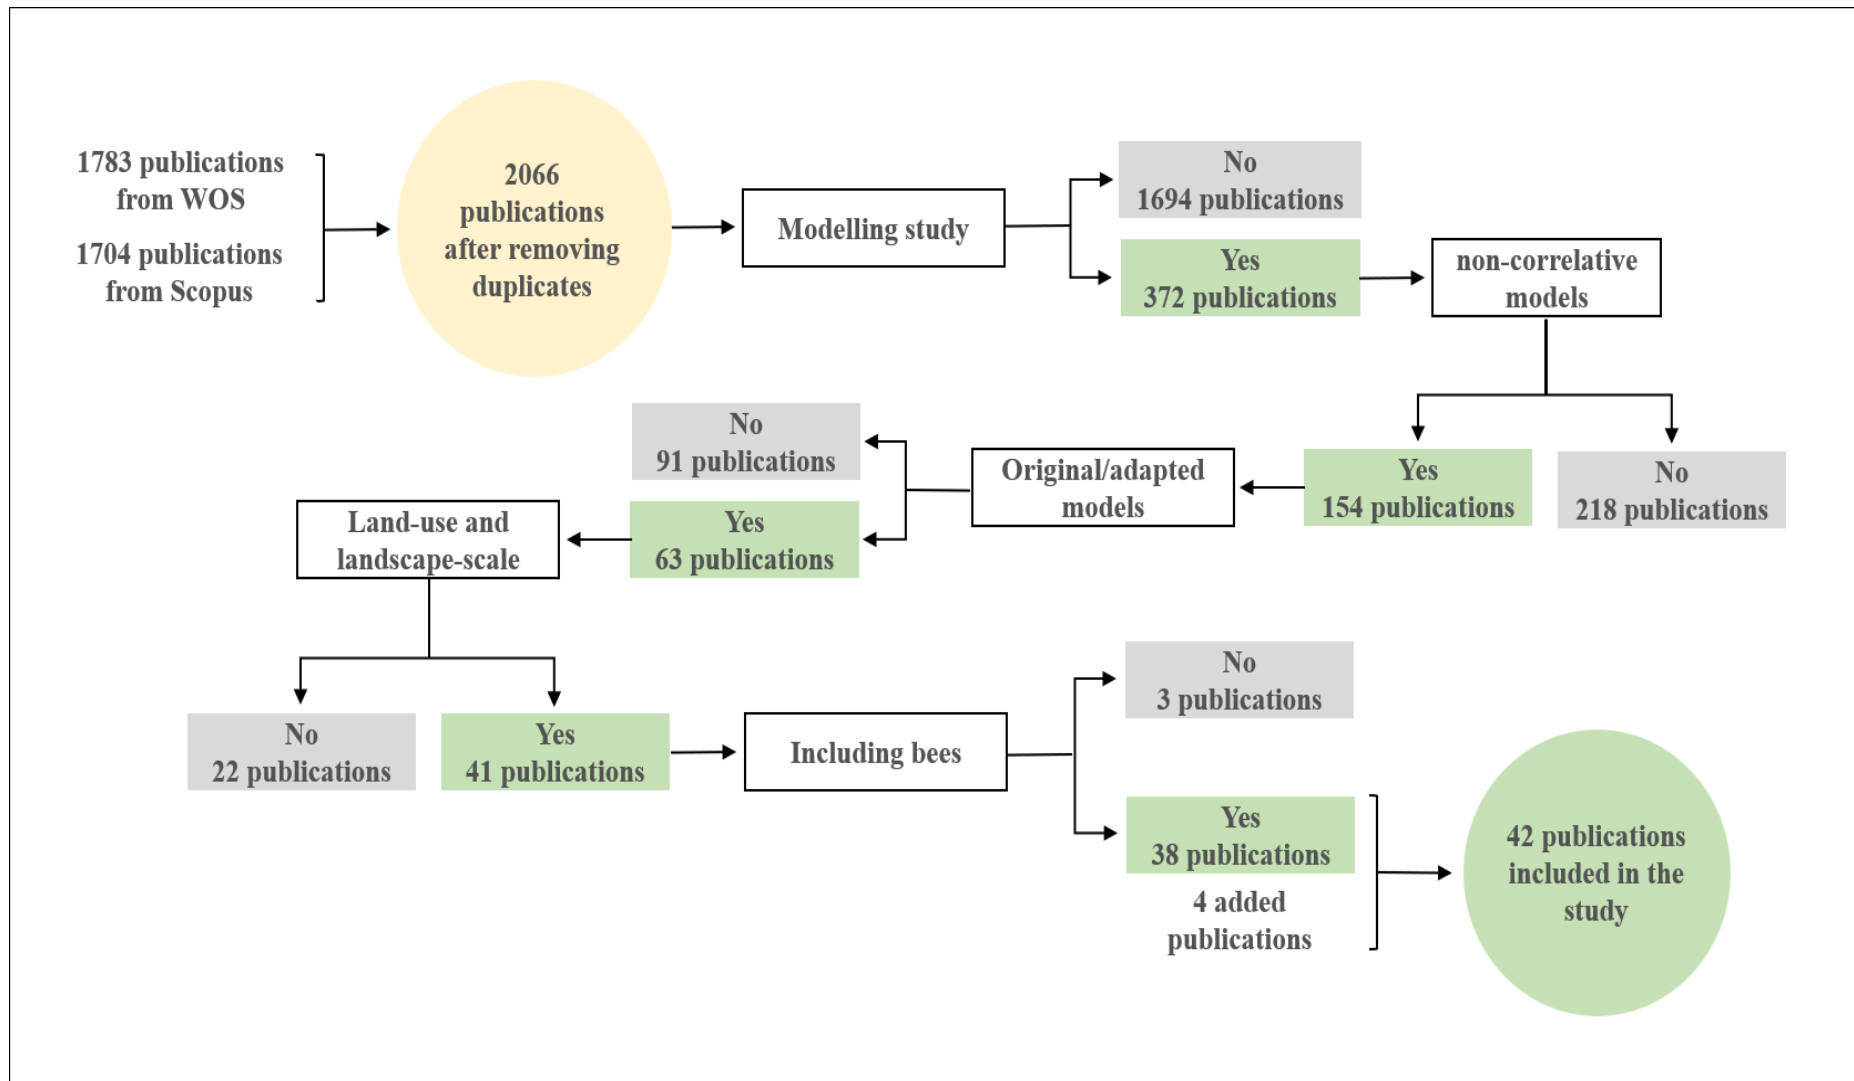 1783 publications
from WOS
1704 publications
from Scopus
2066
publications
after removing
duplicates
Modelling study
No
1694 publications
Yes
372 publications
non-correlative
models
No
218 publications
Yes
154 publications
Original/adapted
models
No
91 publications
Yes
63 publications
Land-use and
landscape-scale
No
22 publications
Yes
41 publications
Including bees
No
3 publications
Yes
38 publications
4 added
publications
42 publications
included in the
study